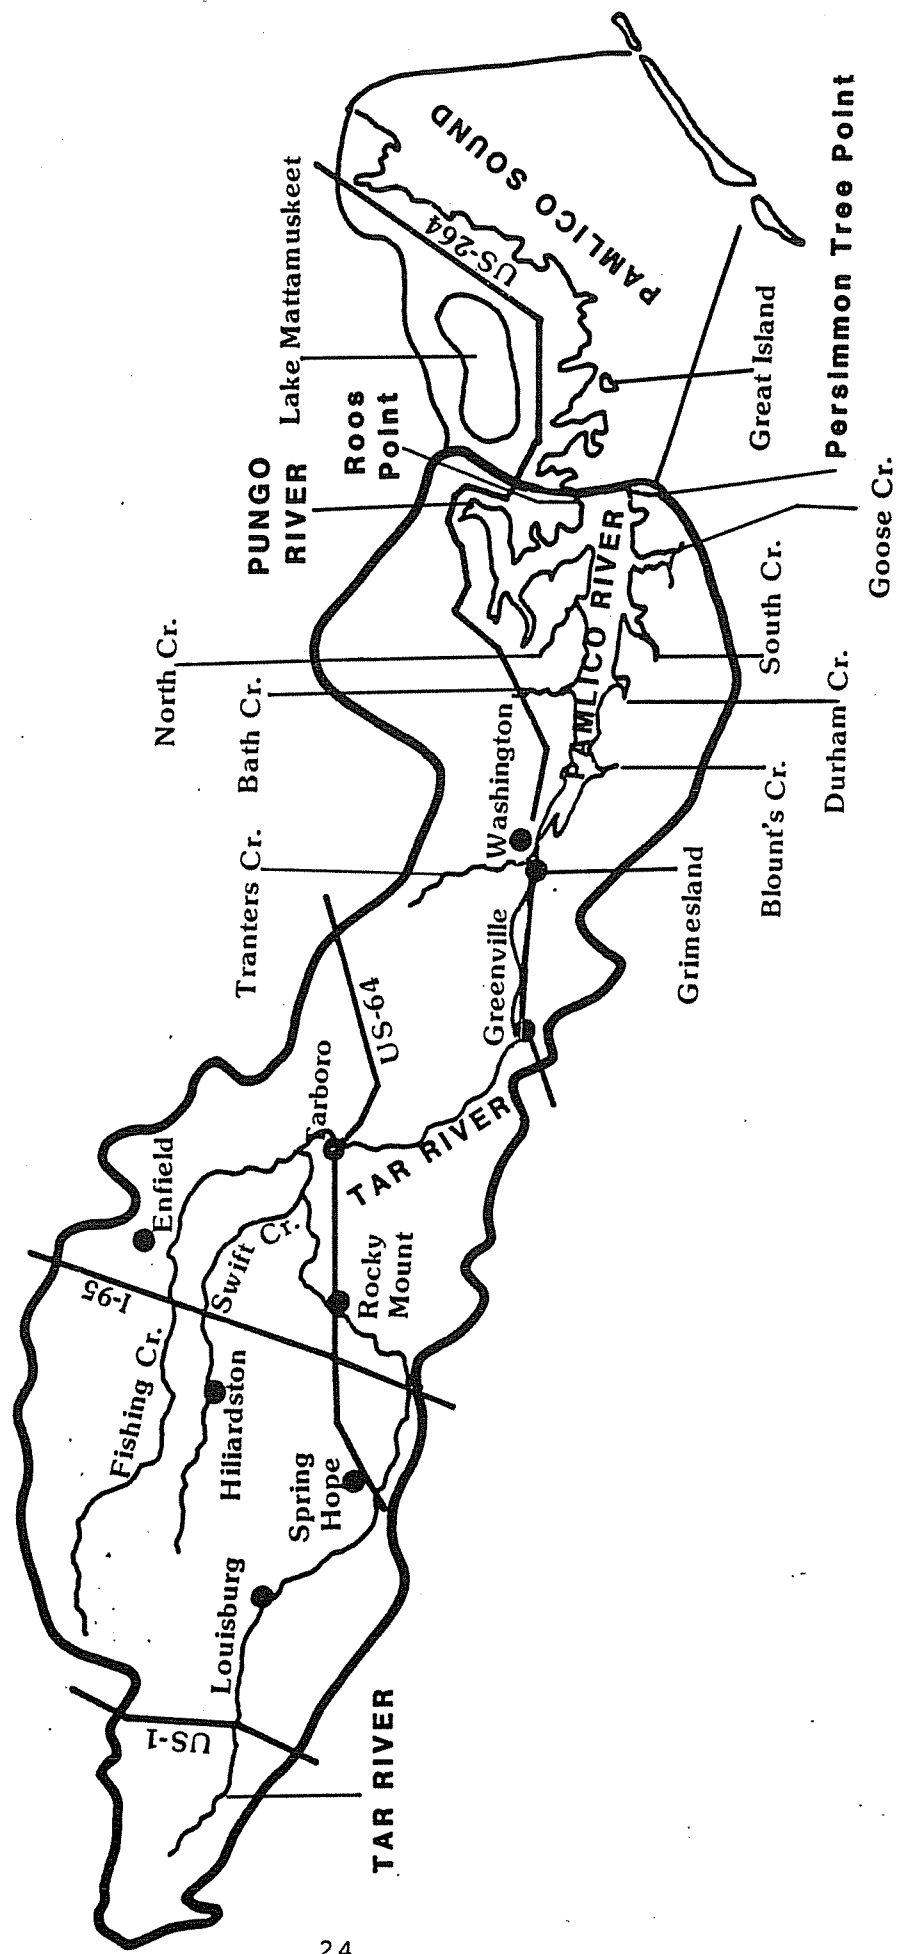 TAR RIVER
US-1
Louisburg
Fishing Cr.
Hiliardston
Spring
Hope
I-95
Enfield
Swift Cr.
Rocky
Mount
Tarboro
TAR RIVER
US-64
Greenville
Tranters Cr.
Washington
Grimesland
North Cr.
Bath Cr.
PAMLICO RIVER
Blount's Cr.
Durham Cr.
South Cr.
Goose Cr.
PUNGO
RIVER
Roos
Point
Lake Mattamuskeet
US-264
PAMLICO SOUND
Great Island
Persimmon Tree Point
24